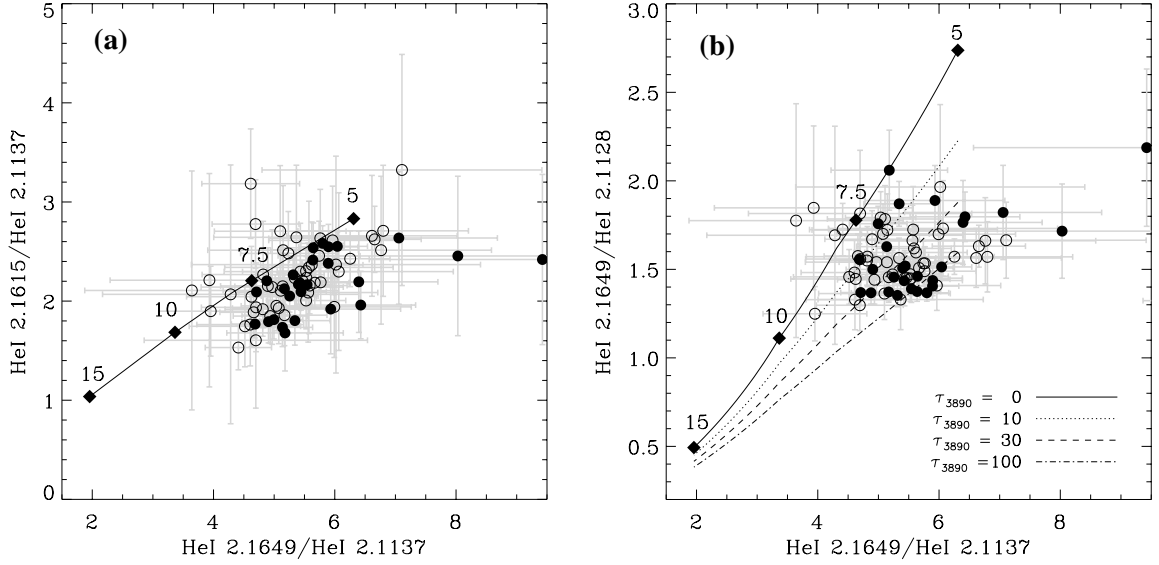 (a)
5
4
3
2
1
0
HeI 2.1615/HeI 2.1137
5
7.5
10
15
2 4 6 8
HeI 2.1649/HeI 2.1137
(b)
3.0
2.5
2.0
1.5
1.0
0.5
HeI 2.1649/HeI 2.1128
5
7.5
10
15
τ3890 = 0
τ3890 = 10
τ3890 = 30
τ3890 =100
2 4 6 8
HeI 2.1649/HeI 2.1137